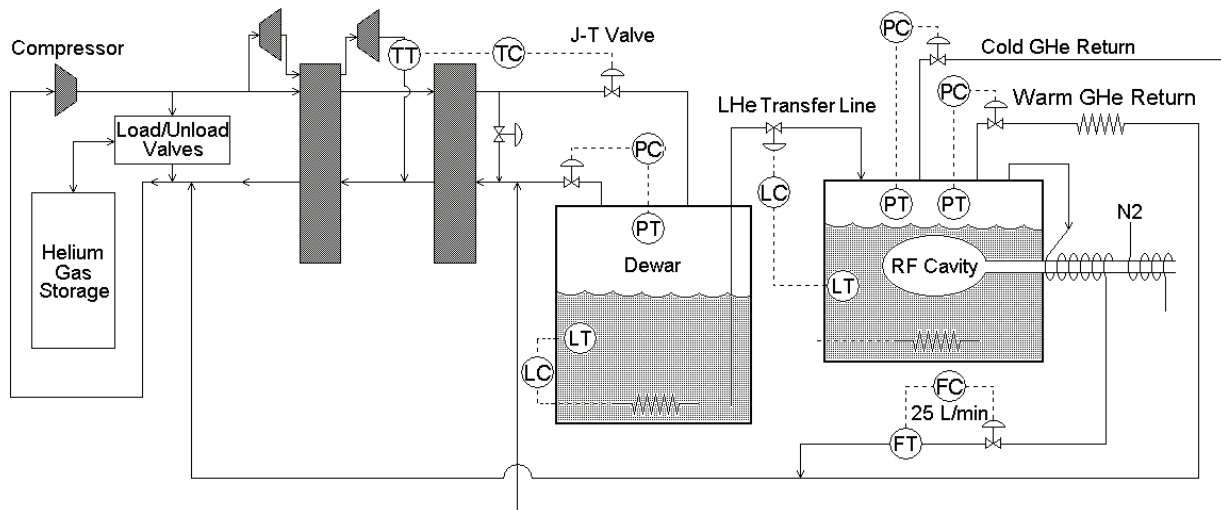 Compressor
TT
TC
J-T Valve
PC
Cold GHe Return
PC
Warm GHe Return
LHe Transfer Line
Load/Unload
Valves
PC
LC
PT
PT
PT
N2
Helium
Gas
Storage
Dewar
RF Cavity
LT
LT
LC
FC
25 L/min
FT